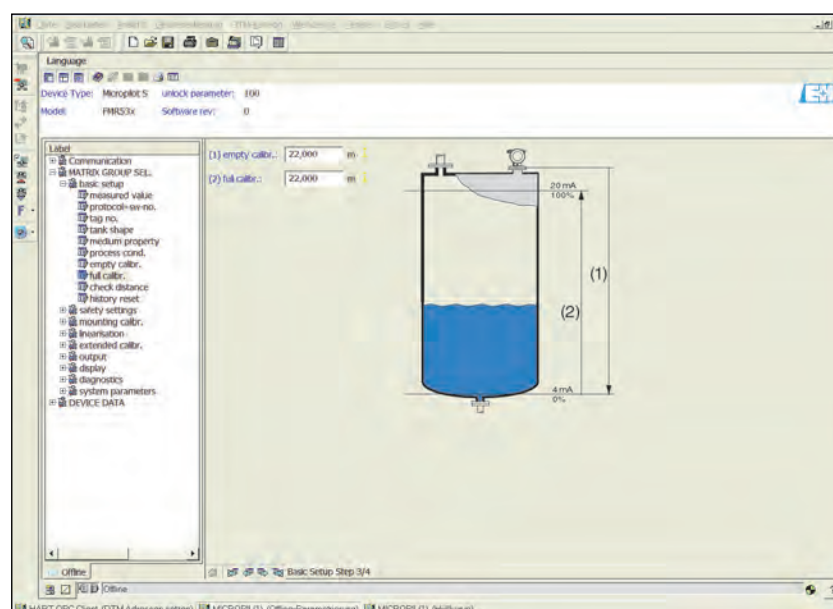 Language
Device Type: Micropilot S unlock parameter: 100
Model: FMR53x Software rev: 0
Label
Communication
MATRIX GROUP SEL.
basic setup
measured value
protocol+sw-no.
tag no.
tank shape
medium property
process cond.
empty calibr.
full calibr.
check distance
history reset
safety settings
mounting calibr.
linearisation
extended calibr.
output
display
diagnostics
system parameters
DEVICE DATA
(1) empty calibr.: 22,000 m
(2) full calibr.: 22,000 m
20 mA
100%
(1)
(2)
4 mA
0%
Offline
Basic Setup Step 3/4
Offline